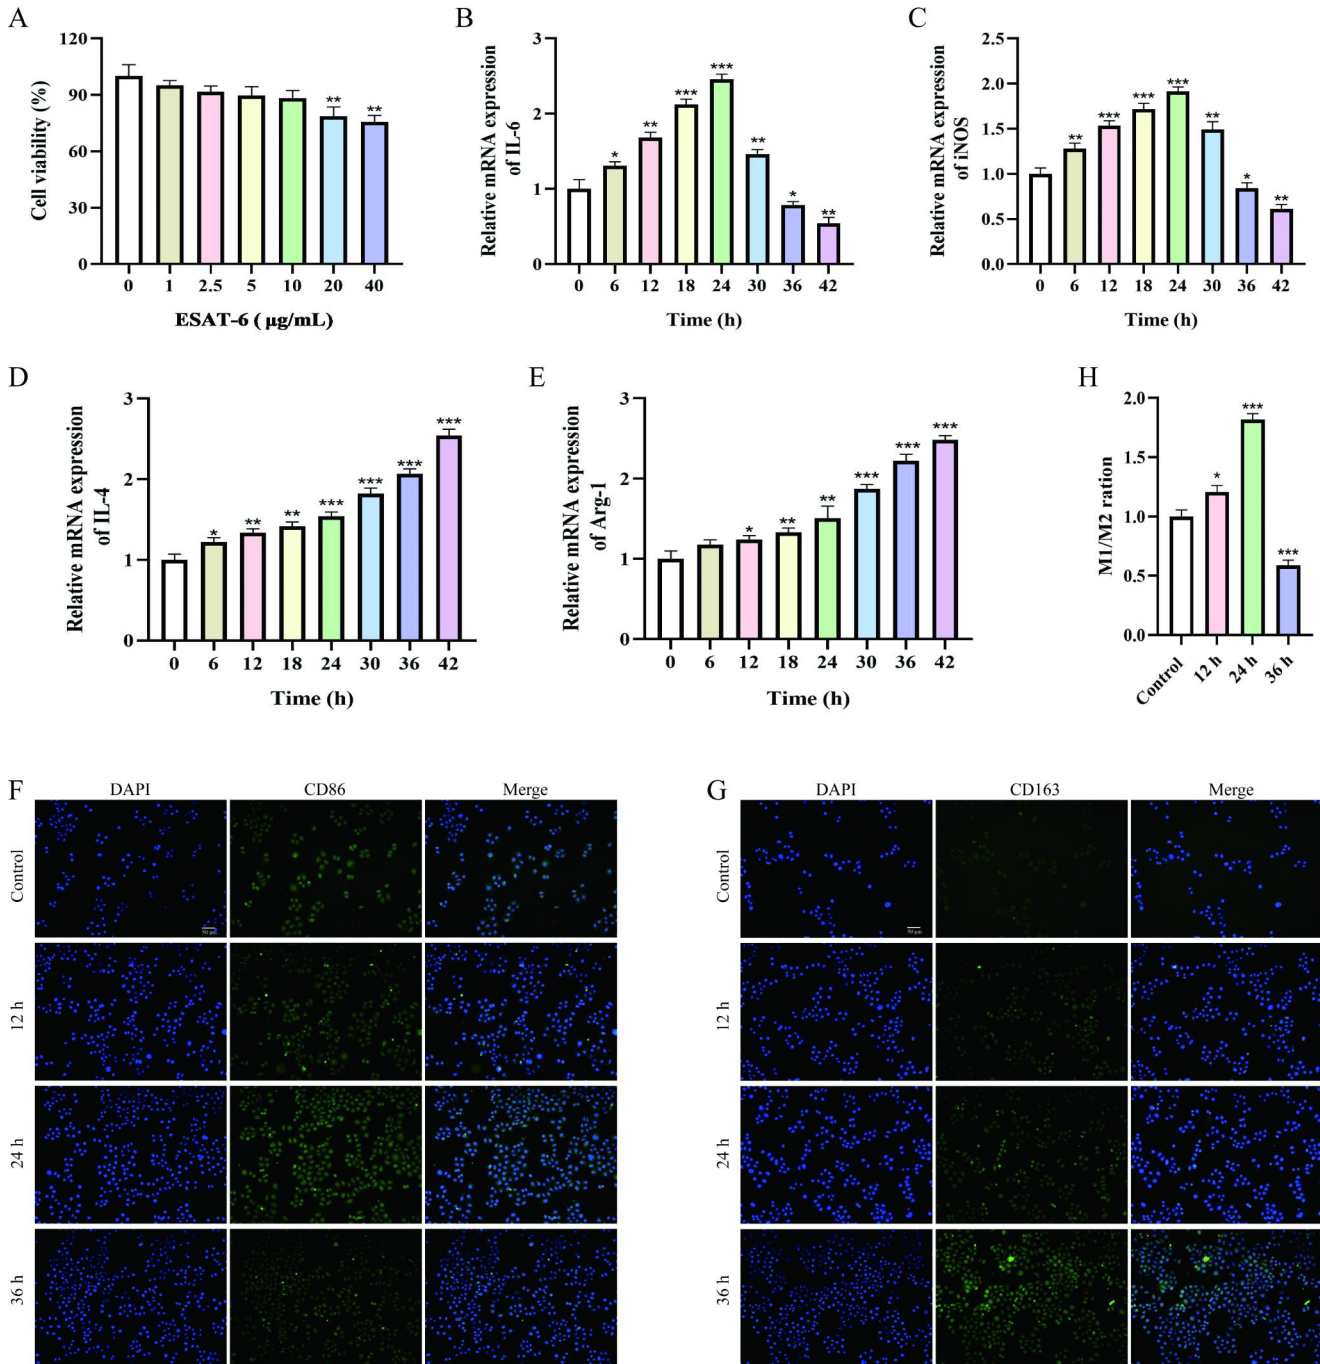 A
120
90
60
30
0
Cell viability (%)
**
**
0 1 2.5 5 10 20 40
ESAT-6 ( μg/mL)
B
3
2
1
0
Relative mRNA expression
of IL-6
*
**
***
***
**
*
**
0 6 12 18 24 30 36 42
Time (h)
C
2.5
2.0
1.5
1.0
0.5
0.0
Relative mRNA expression
of iNOS
**
***
***
***
**
*
**
0 6 12 18 24 30 36 42
Time (h)
D
3
2
1
0
Relative mRNA expression
of IL-4
*
**
**
***
***
***
***
0 6 12 18 24 30 36 42
Time (h)
E
3
2
1
0
Relative mRNA expression
of Arg-1
*
**
**
***
***
***
0 6 12 18 24 30 36 42
Time (h)
H
2.0
1.5
1.0
0.5
0.0
M1/M2 ration
*
***
***
Control 12 h 24 h 36 h
F
DAPI CD86 Merge
Control
50 μm
12 h
24 h
36 h
G
DAPI CD163 Merge
Control
50 μm
12 h
24 h
36 h